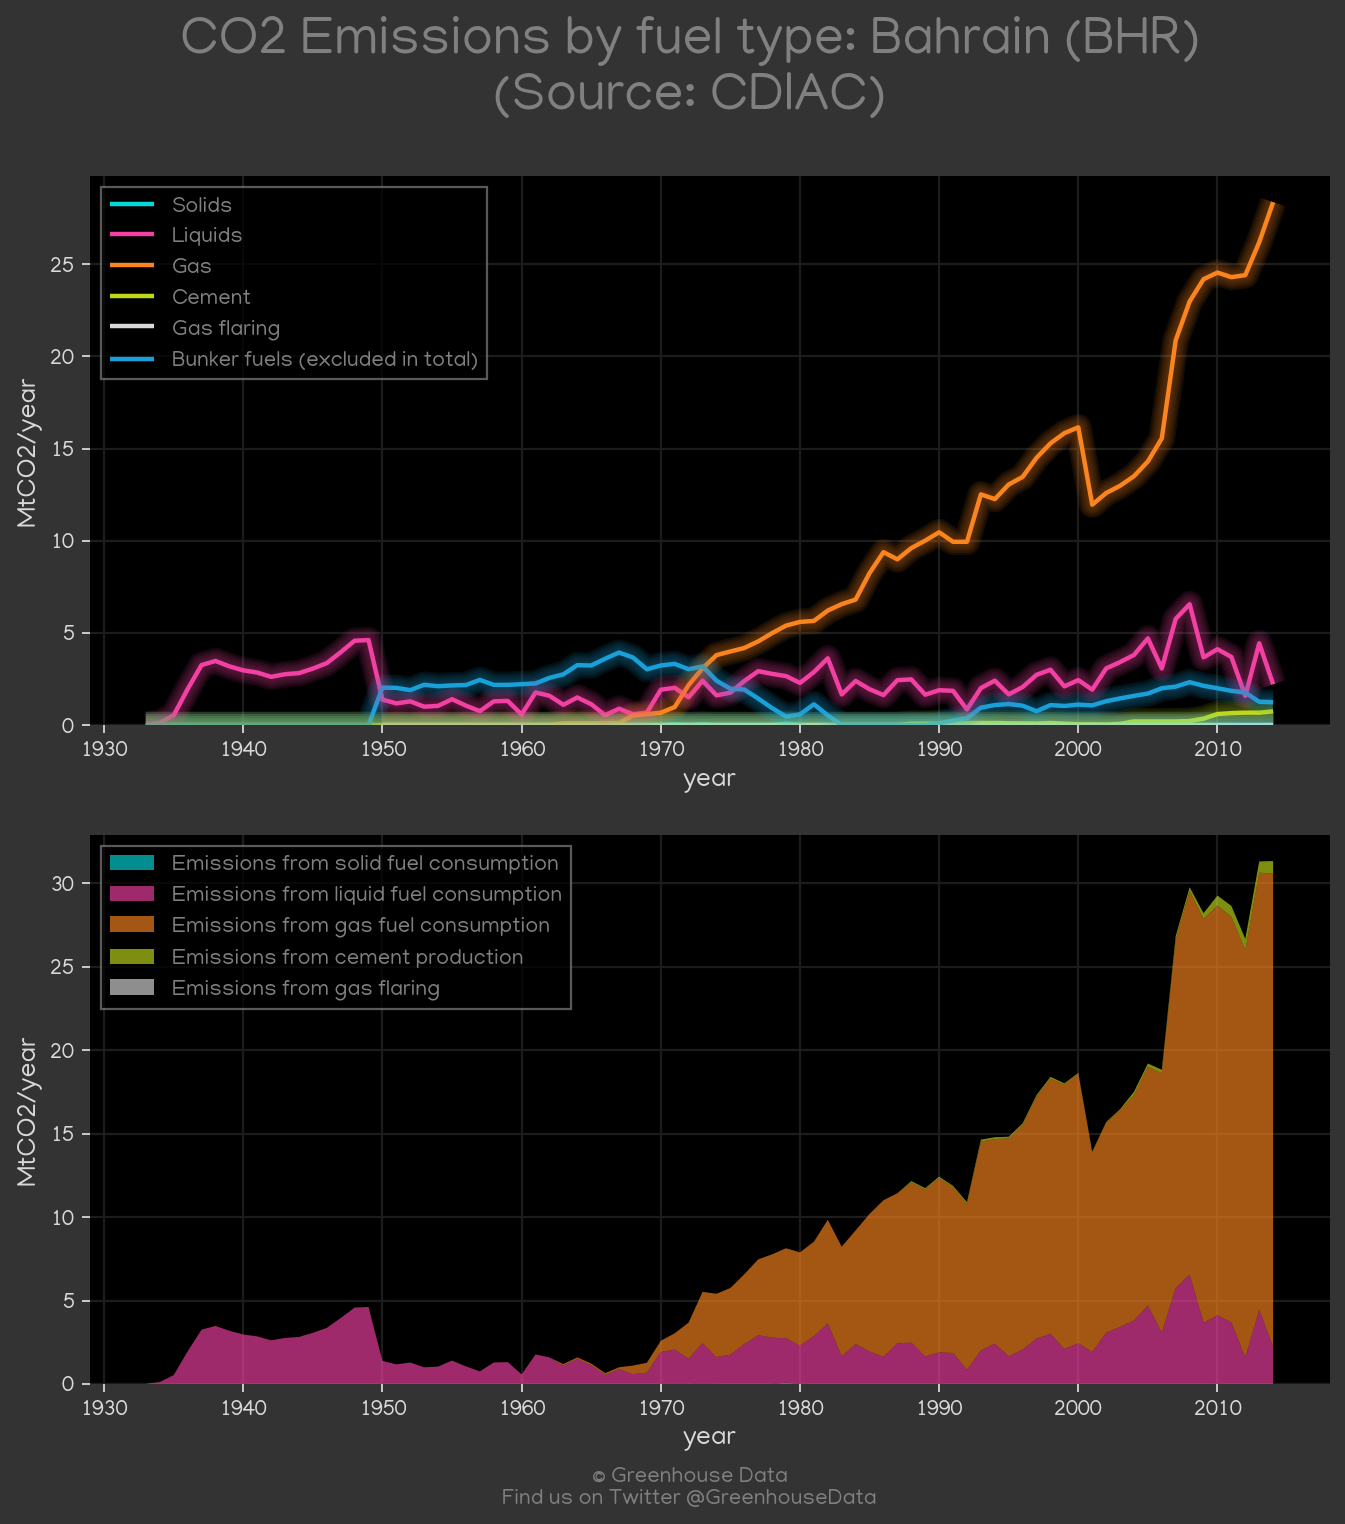 CO2 Emissions by fuel type: Bahrain (BHR)
(Source: CDIAC)
Solids
Liquids
Gas
Cement
Gas flaring
Bunker fuels (excluded in total)
MtCO2/year
25
20
15
10
5
0
1930 1940 1950 1960 1970 1980 1990 2000 2010
year
Emissions from solid fuel consumption
Emissions from liquid fuel consumption
Emissions from gas fuel consumption
Emissions from cement production
Emissions from gas flaring
MtCO2/year
30
25
20
15
10
5
0
1930 1940 1950 1960 1970 1980 1990 2000 2010
year
© Greenhouse Data
Find us on Twitter @GreenhouseData